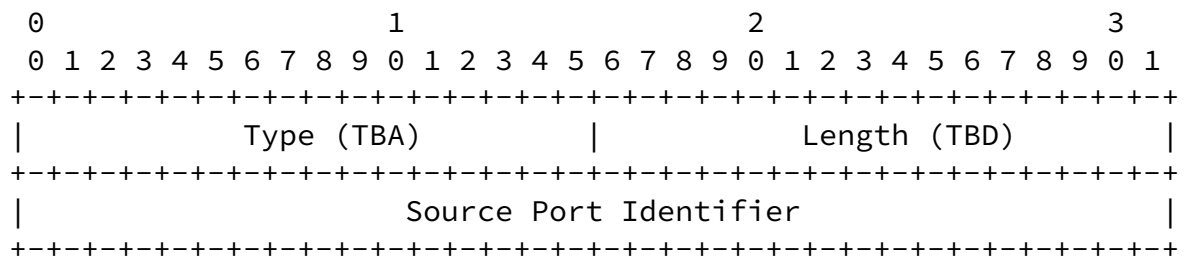 0                   1                   2                   3
 0 1 2 3 4 5 6 7 8 9 0 1 2 3 4 5 6 7 8 9 0 1 2 3 4 5 6 7 8 9 0 1
+-+-+-+-+-+-+-+-+-+-+-+-+-+-+-+-+-+-+-+-+-+-+-+-+-+-+-+-+-+-+-+-+
|            Type (TBA)         |           Length (TBD)        |
+-+-+-+-+-+-+-+-+-+-+-+-+-+-+-+-+-+-+-+-+-+-+-+-+-+-+-+-+-+-+-+-+
|                     Source Port Identifier                    |
+-+-+-+-+-+-+-+-+-+-+-+-+-+-+-+-+-+-+-+-+-+-+-+-+-+-+-+-+-+-+-+-+